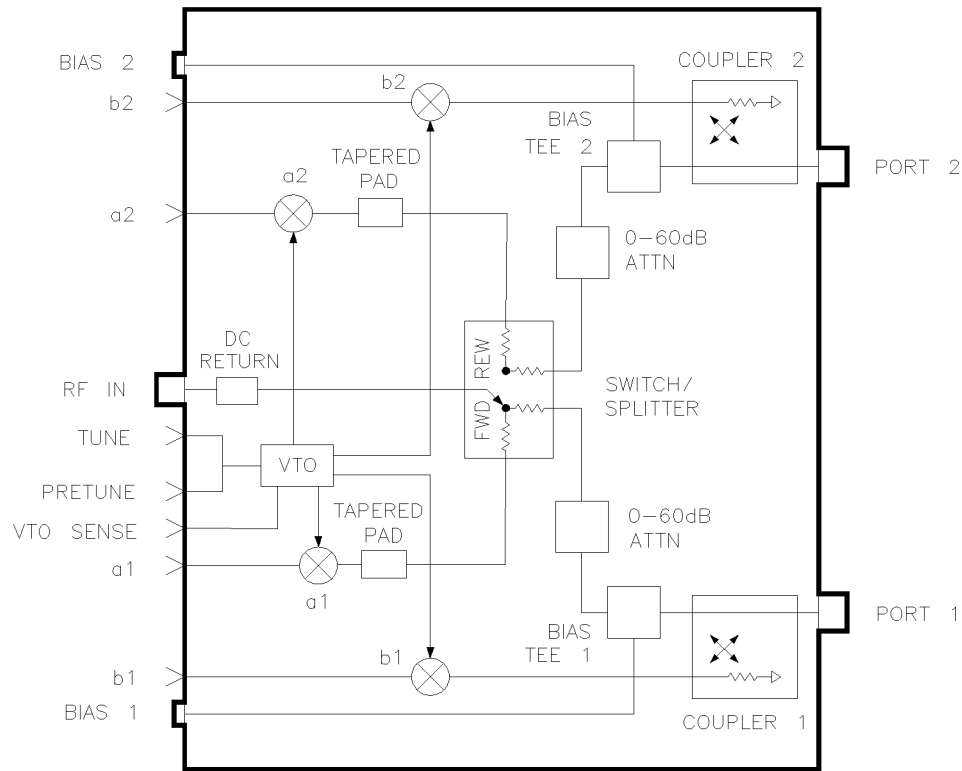 BIAS 2
COUPLER 2
b2
b2
BIAS
TEE 2
TAPERED
PAD
PORT 2
a2
a2
0-60dB
ATTN
DC
RETURN
REW
RF IN
SWITCH/
SPLITTER
FWD
TUNE
VTO
PRETUNE
TAPERED
PAD
0-60dB
ATTN
VTO SENSE
a1
a1
PORT 1
BIAS
TEE 1
b1
b1
BIAS 1
COUPLER 1